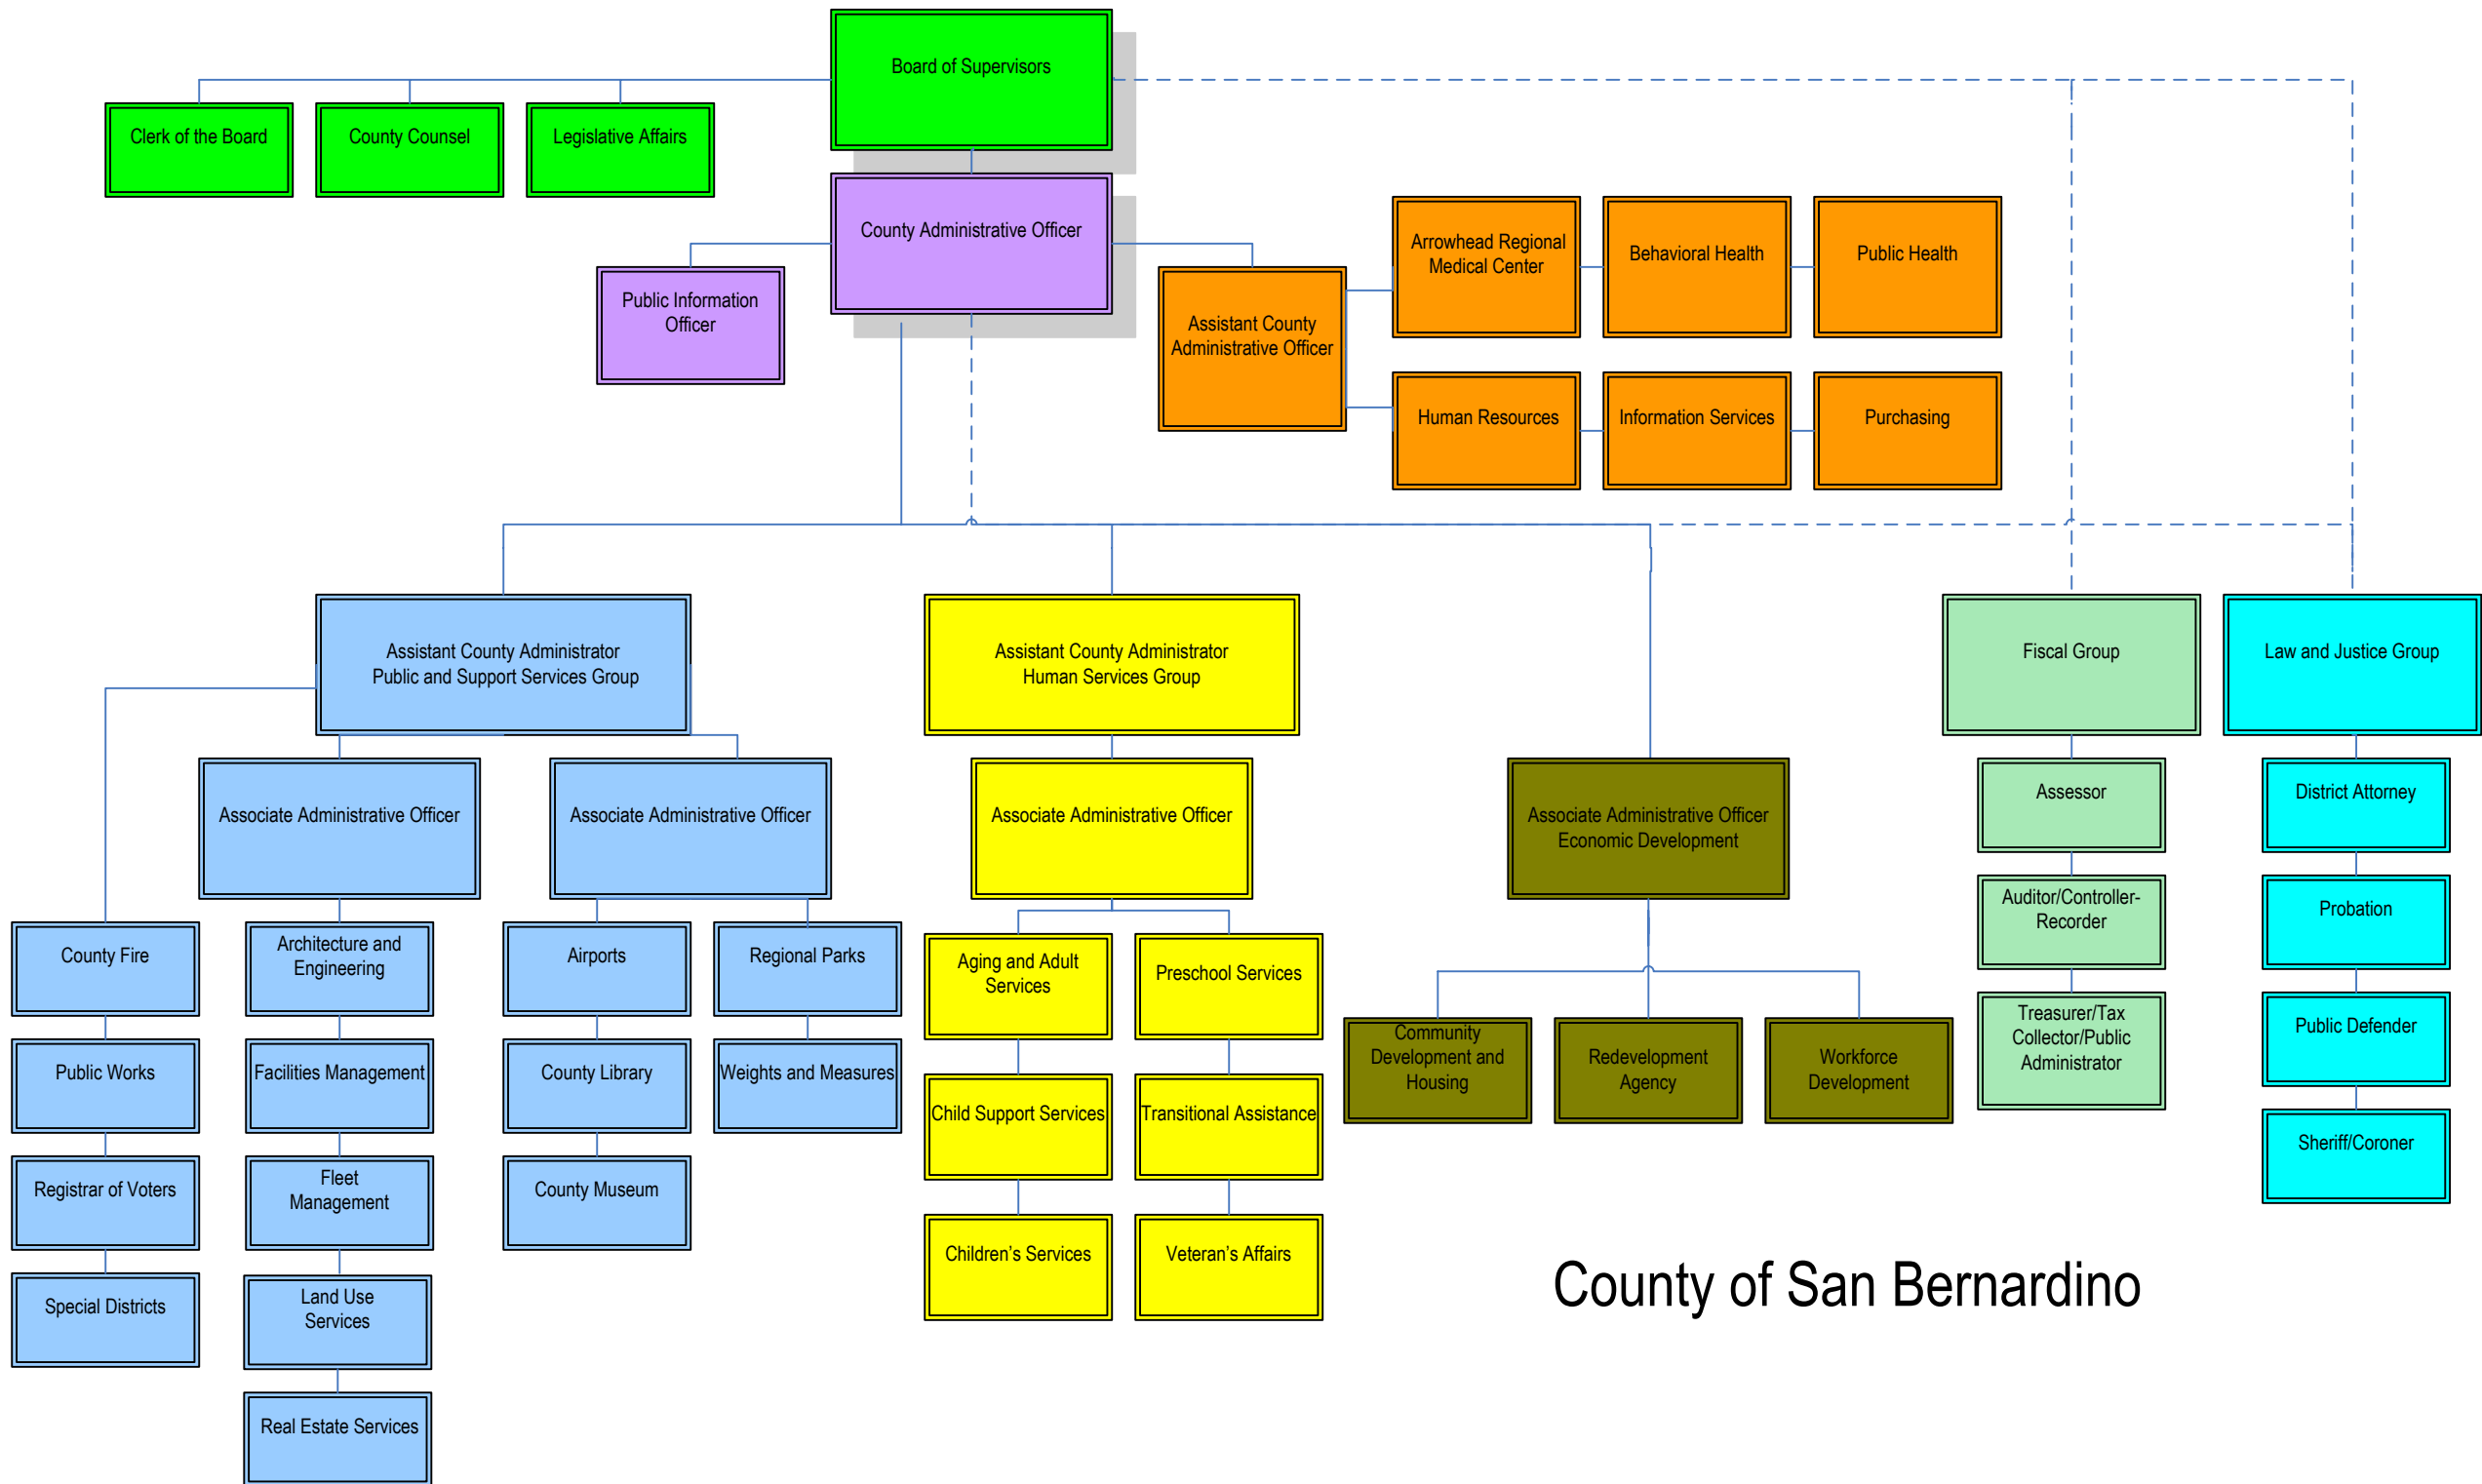 Board of Supervisors
Clerk of the Board
County Counsel
Legislative Affairs
County Administrative Officer
Public Information
Officer
Assistant County
Administrative Officer
Arrowhead Regional
Medical Center
Behavioral Health
Public Health
Human Resources
Information Services
Purchasing
Assistant County Administrator
Public and Support Services Group
Assistant County Administrator
Human Services Group
Fiscal Group
Law and Justice Group
Associate Administrative Officer
Associate Administrative Officer
Associate Administrative Officer
Associate Administrative Officer
Economic Development
Assessor
District Attorney
County Fire
Architecture and
Engineering
Airports
Regional Parks
Aging and Adult
Services
Preschool Services
Auditor/Controller-
Recorder
Probation
Public Works
Facilities Management
County Library
Weights and Measures
Child Support Services
Transitional Assistance
Community
Development and
Housing
Redevelopment
Agency
Workforce
Development
Treasurer/Tax
Collector/Public
Administrator
Public Defender
Registrar of Voters
Fleet
Management
County Museum
Children's Services
Veteran's Affairs
Sheriff/Coroner
Special Districts
Land Use
Services
Real Estate Services
County of San Bernardino